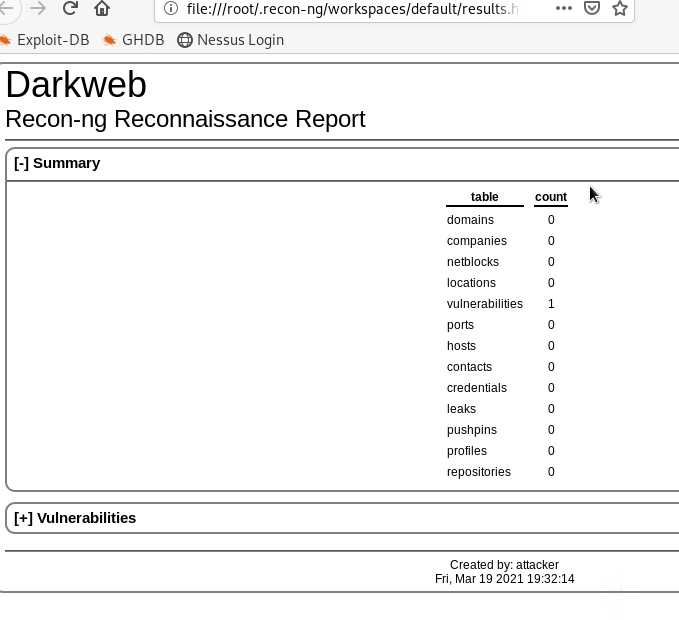 file:///root/.recon-ng/workspaces/default/results.h
Exploit-DB GHDB Nessus Login
Darkweb
Recon-ng Reconnaissance Report
[-] Summary
table count
domains 0
companies 0
netblocks 0
locations 0
vulnerabilities 1
ports 0
hosts 0
contacts 0
credentials 0
leaks 0
pushpins 0
profiles 0
repositories 0
[+] Vulnerabilities
Created by: attacker
Fri, Mar 19 2021 19:32:14